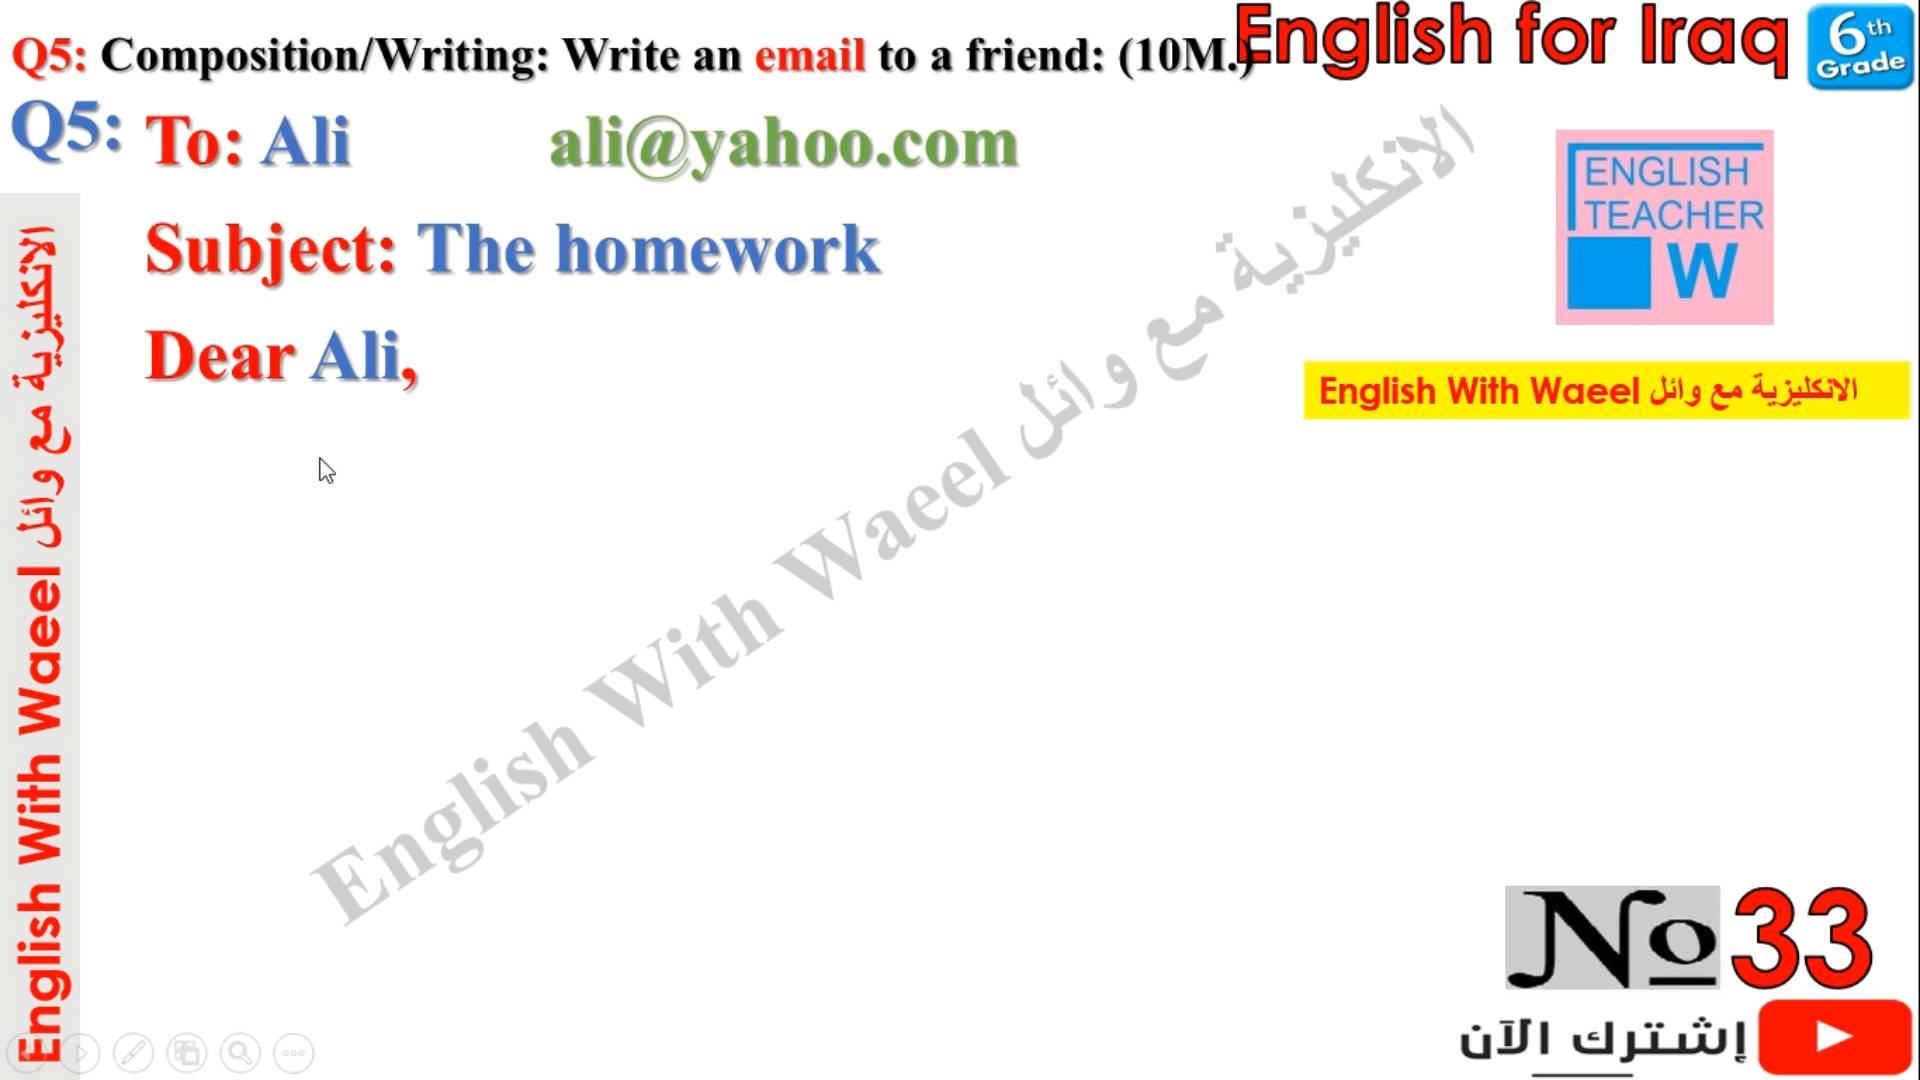 Q5: Composition/Writing: Write an email to a friend: (10M.)
English for Iraq
6th
Grade
Q5: To: Ali ali@yahoo.com
Subject: The homework
Dear Ali,
ENGLISH
TEACHER
W
English With Waeel الانكليزية مع وائل
English With Waeel الانكليزية مع وائل
English With Waeel الانكليزية مع وائل
No 33
إشترك الآن